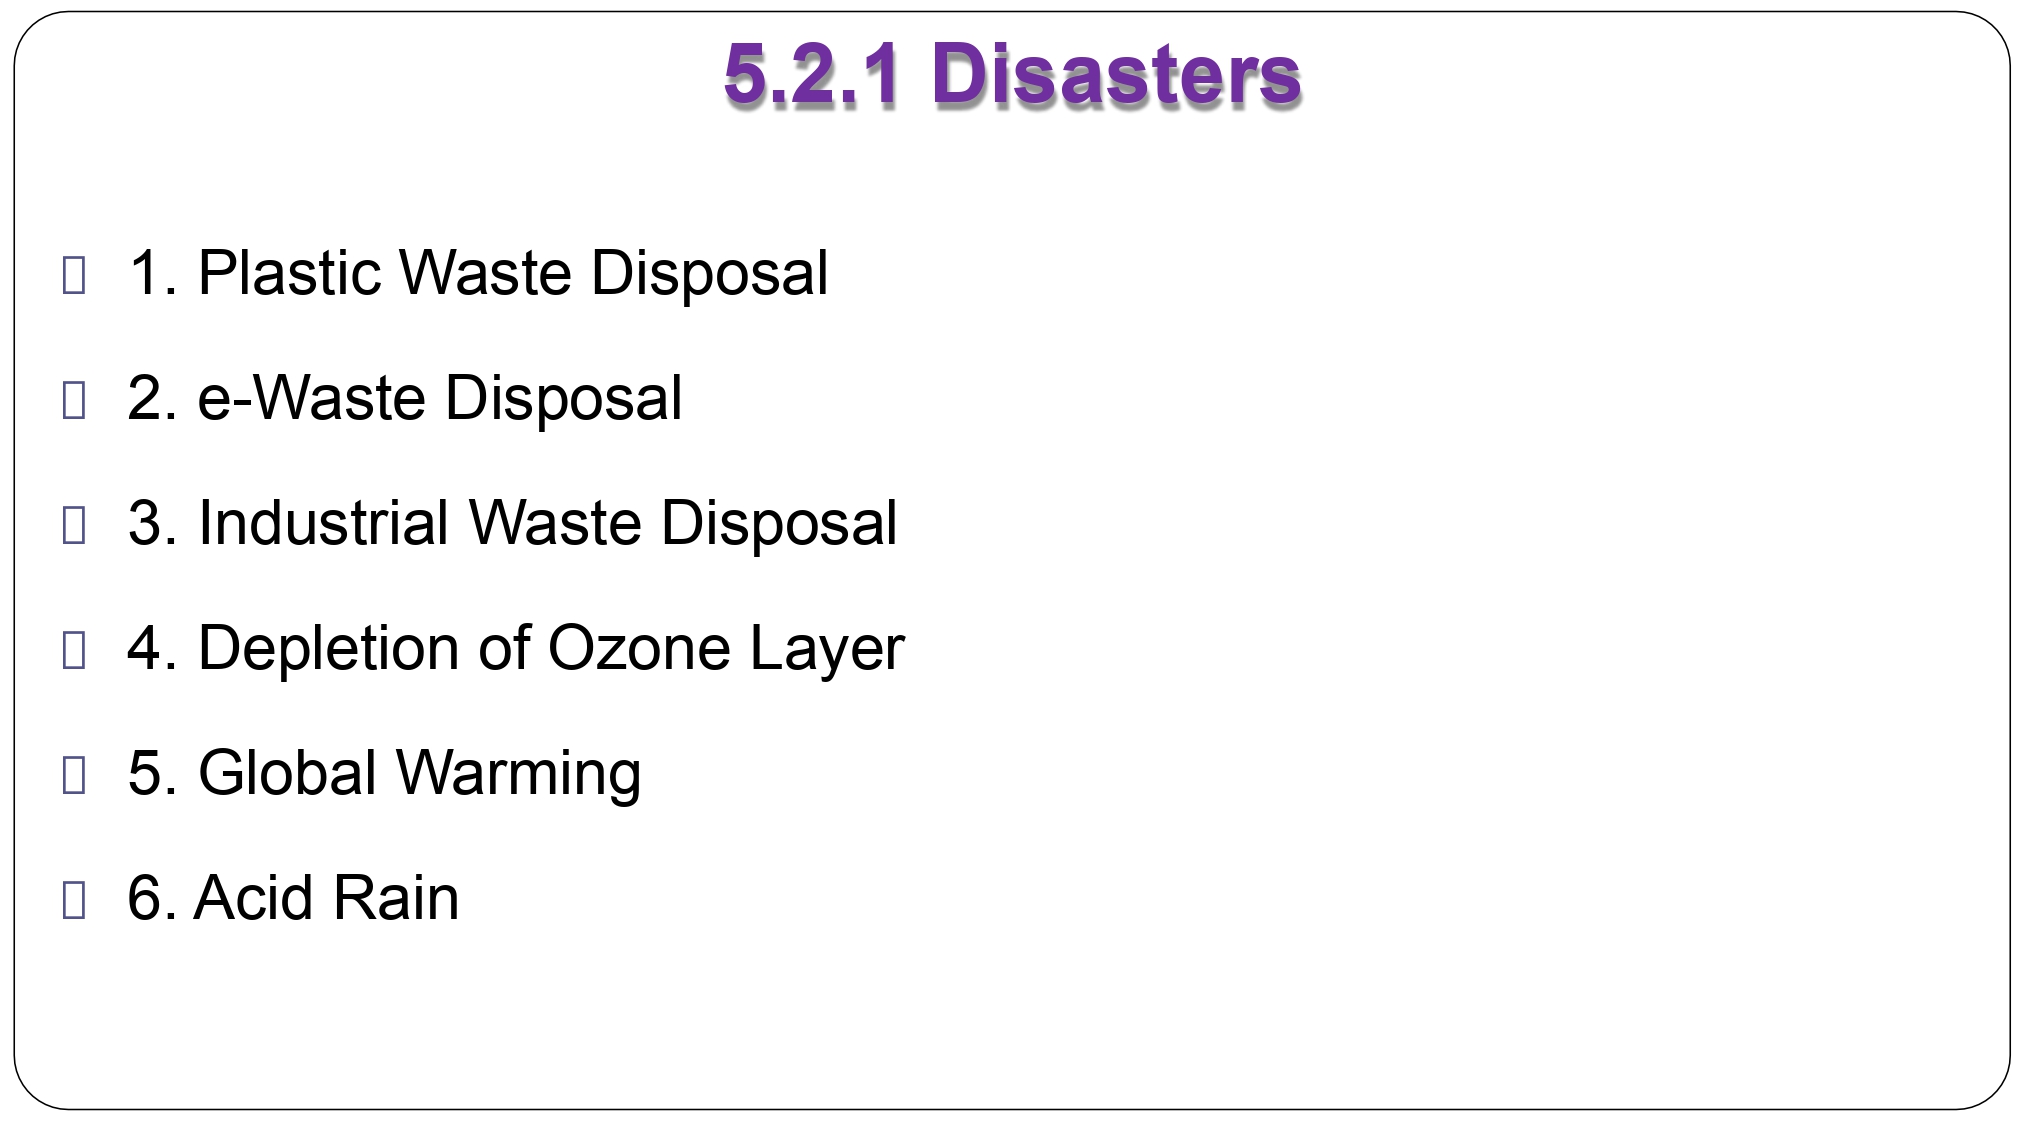 5.2.1 Disasters
1. Plastic Waste Disposal
2. e-Waste Disposal
3. Industrial Waste Disposal
4. Depletion of Ozone Layer
5. Global Warming
6. Acid Rain